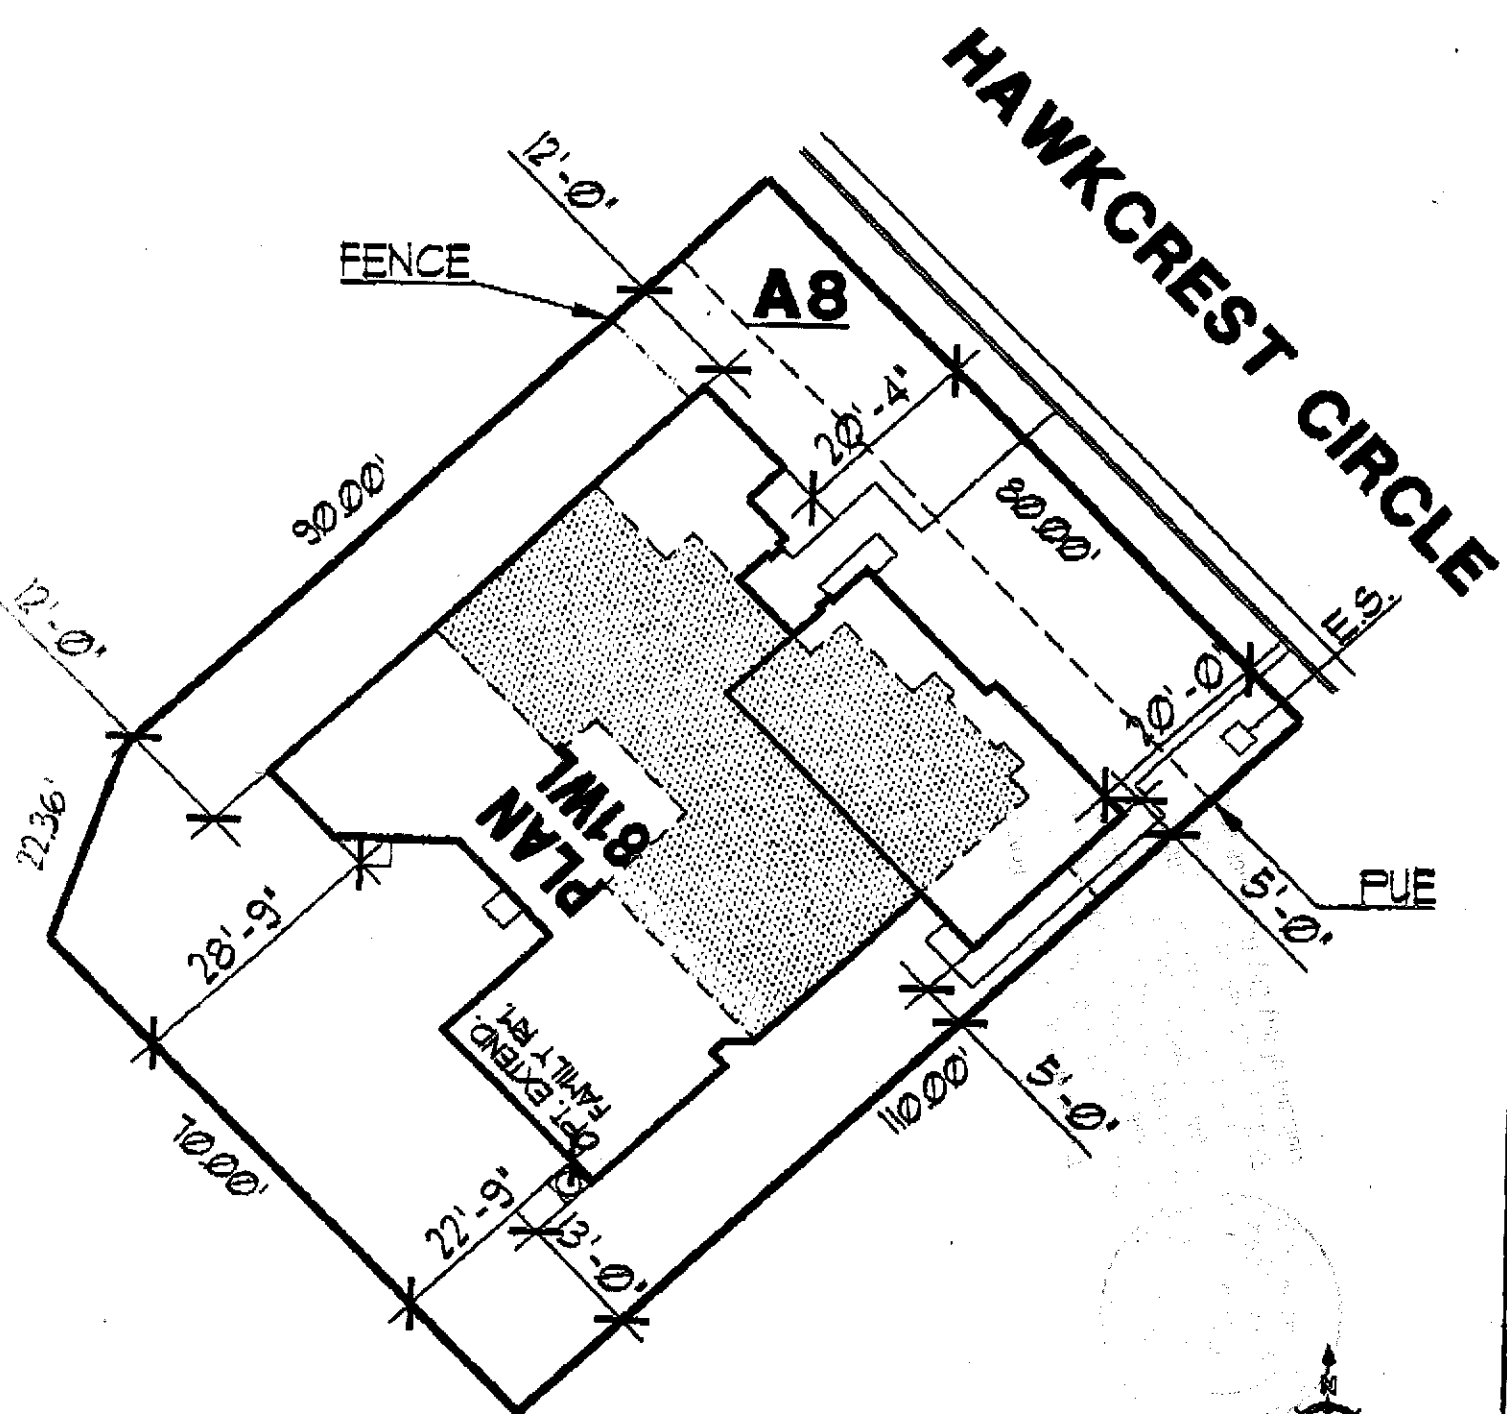 HAWKCREST CIRCLE
12'-0"
FENCE
A8
20'-4"
90.00'
80.00'
12'-0"
E.S.
20'-0"
22.36'
PLAN
81WL
28'-9"
5'-0"
PUE
OPT. EXTEND.
FAMILY RM.
110.00'
5'-0"
70.00'
22'-9"
G
13'-0"
N